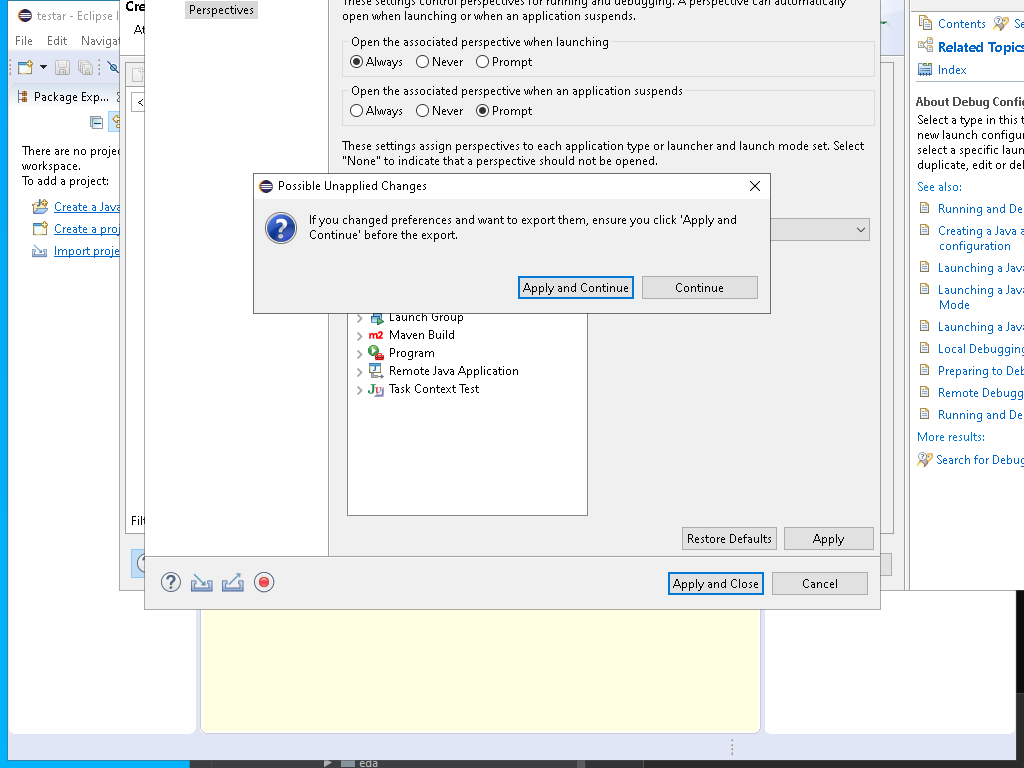 testar - Eclipse I
File Edit Navigat
Package Exp...
There are no proje
workspace.
To add a project:
Create a Java
Create a proj
Import proje
Cre
<
Filt
Perspectives
These settings control perspectives for running and debugging. A perspective can automatically
open when launching or when an application suspends.
Open the associated perspective when launching
Always Never Prompt
Open the associated perspective when an application suspends
Always Never Prompt
These settings assign perspectives to each application type or launcher and launch mode set. Select
"None" to indicate that a perspective should not be opened.
Possible Unapplied Changes
If you changed preferences and want to export them, ensure you click 'Apply and
Continue' before the export.
Apply and Continue Continue
Launch Group
m2 Maven Build
Program
Remote Java Application
Ju Task Context Test
Restore Defaults Apply
Apply and Close Cancel
Contents Se
Related Topics
Index
About Debug Config
Select a type in this t
new launch configur
select a specific laun
duplicate, edit or del
See also:
Running and De
Creating a Java a
configuration
Launching a Java
Launching a Java
Mode
Launching a Java
Local Debugging
Preparing to Deb
Remote Debugg
Running and De
More results:
Search for Debug
eda